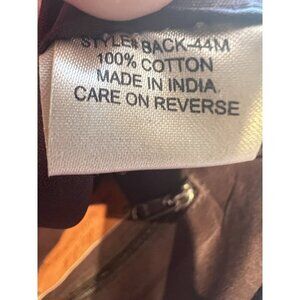 STYLE# BACK-44M
100% COTTON
MADE IN INDIA
CARE ON REVERSE